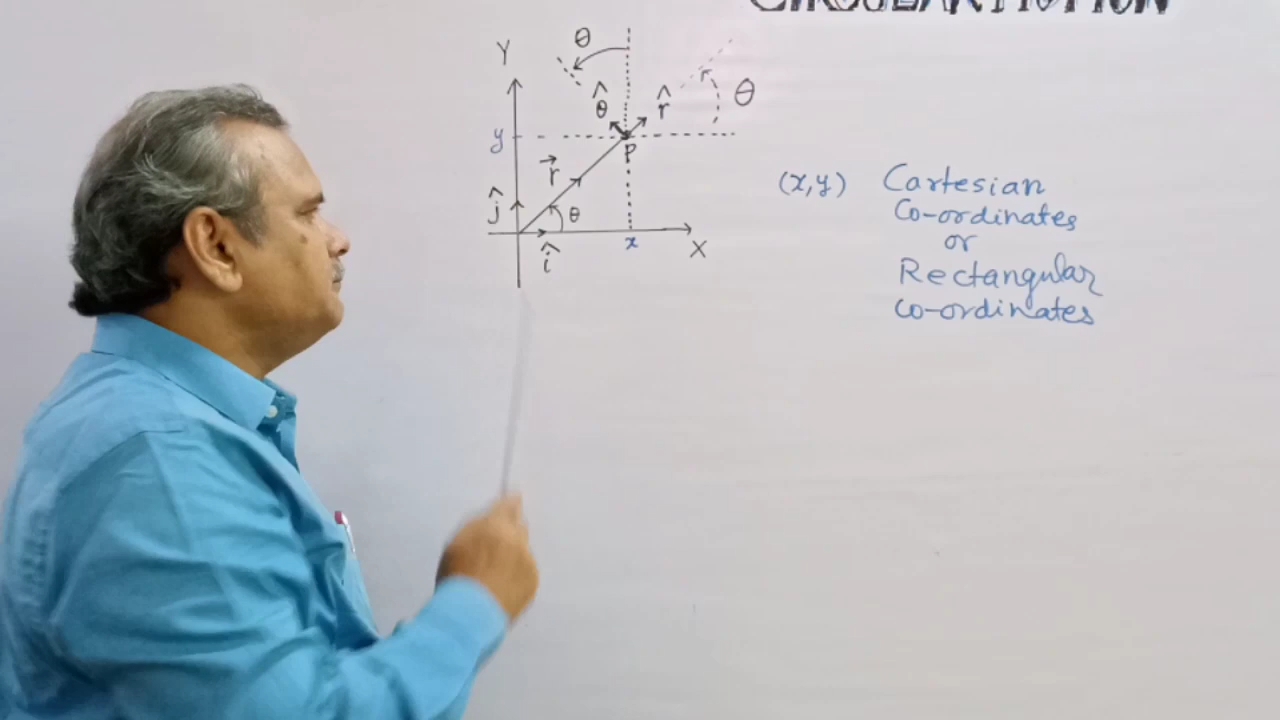 CIRCULAR MOTION
Y
θ
θ̂
r̂
θ
y
P
r⃗
ĵ
θ
î
x
X
(x,y) Cartesian
Co-ordinates
or
Rectangular
Co-ordinates